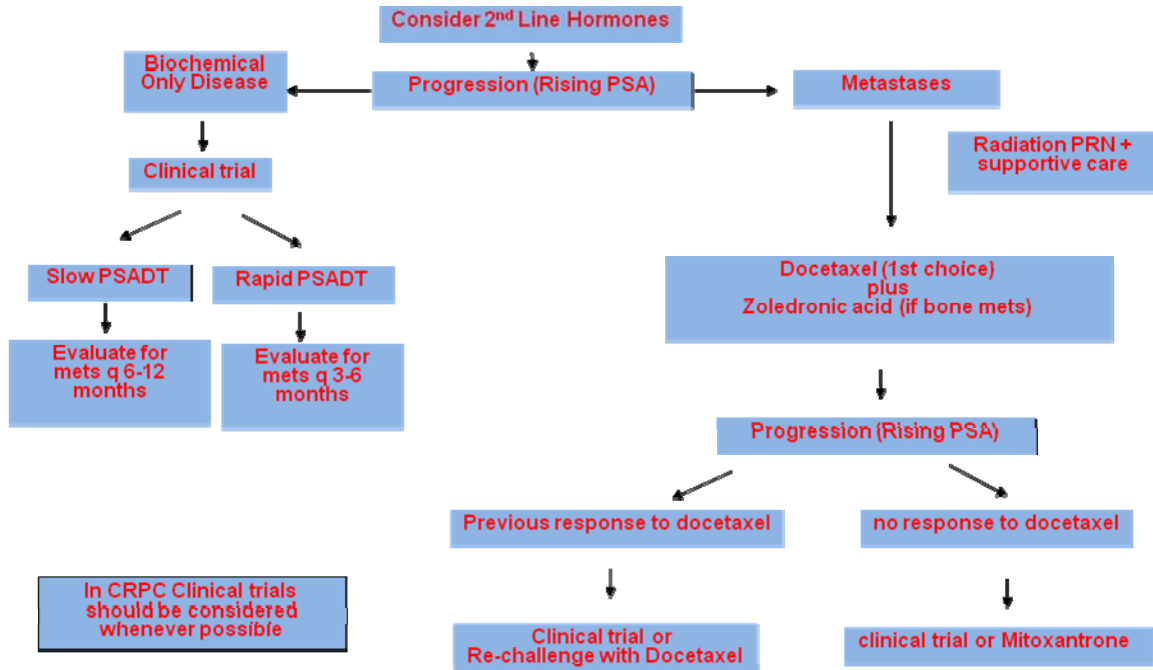 Consider 2nd Line Hormones
Biochemical
Only Disease
Progression (Rising PSA)
Metastases
Radiation PRN +
supportive care
Clinical trial
Slow PSADT
Rapid PSADT
Docetaxel (1st choice)
plus
Zoledronic acid (if bone mets)
Evaluate for
mets q 6-12
months
Evaluate for
mets q 3-6
months
Progression (Rising PSA)
Previous response to docetaxel
no response to docetaxel
In CRPC Clinical trials
should be considered
whenever possible
Clinical trial or
Re-challenge with Docetaxel
clinical trial or Mitoxantrone